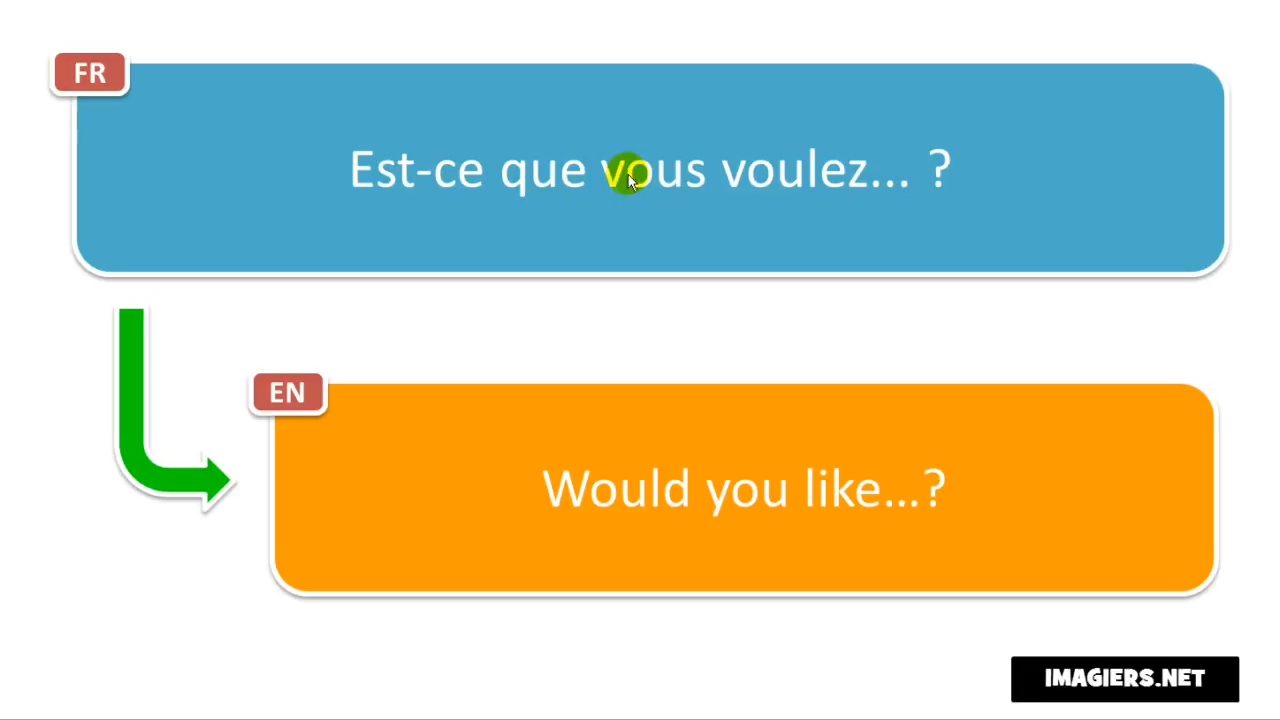 FR
Est-ce que vous voulez... ?
EN
Would you like...?
IMAGIERS.NET